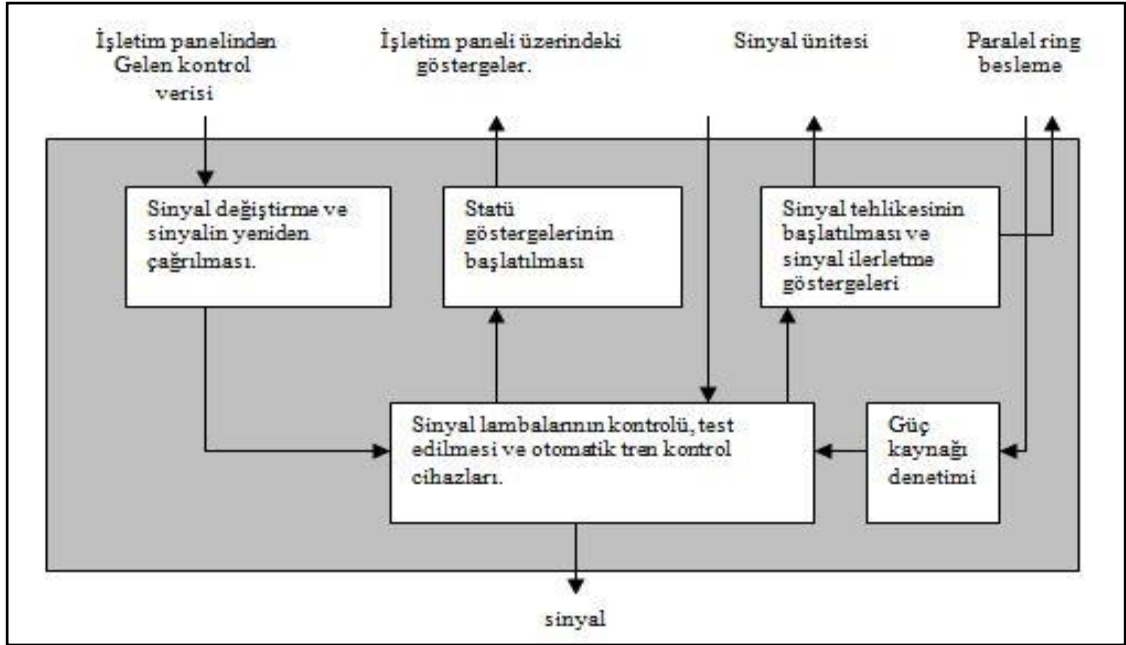 İşletim panelinden
Gelen kontrol
verisi
İşletim paneli üzerindeki
göstergeler.
Sinyal ünitesi
Paralel ring
besleme
Sinyal değiştirme ve
sinyalin yeniden
çağrılması.
Statü
göstergelerinin
başlatılması
Sinyal tehlikesinin
başlatılması ve
sinyal ilerletme
göstergeleri
Sinyal lambalarının kontrolü, test
edilmesi ve otomatik tren kontrol
cihazları.
Güç
kaynağı
denetimi
sinyal